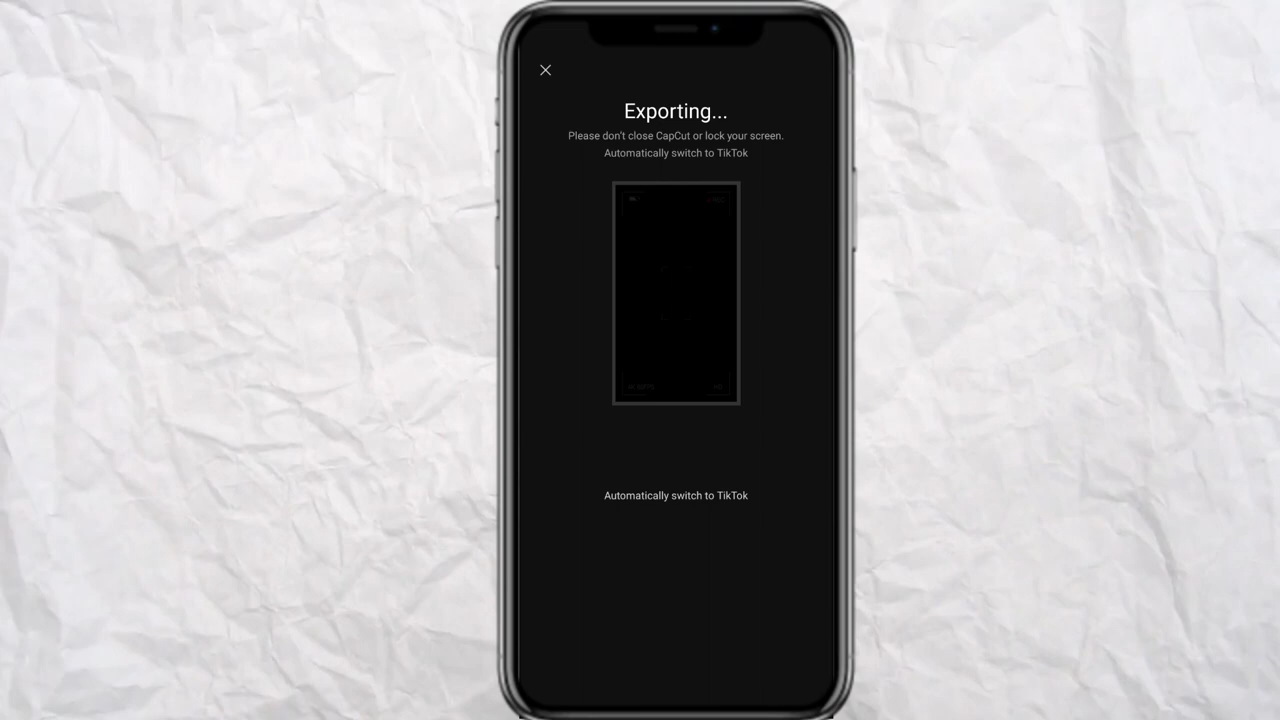 Exporting...
Please don't close CapCut or lock your screen.
Automatically switch to TikTok
Automatically switch to TikTok